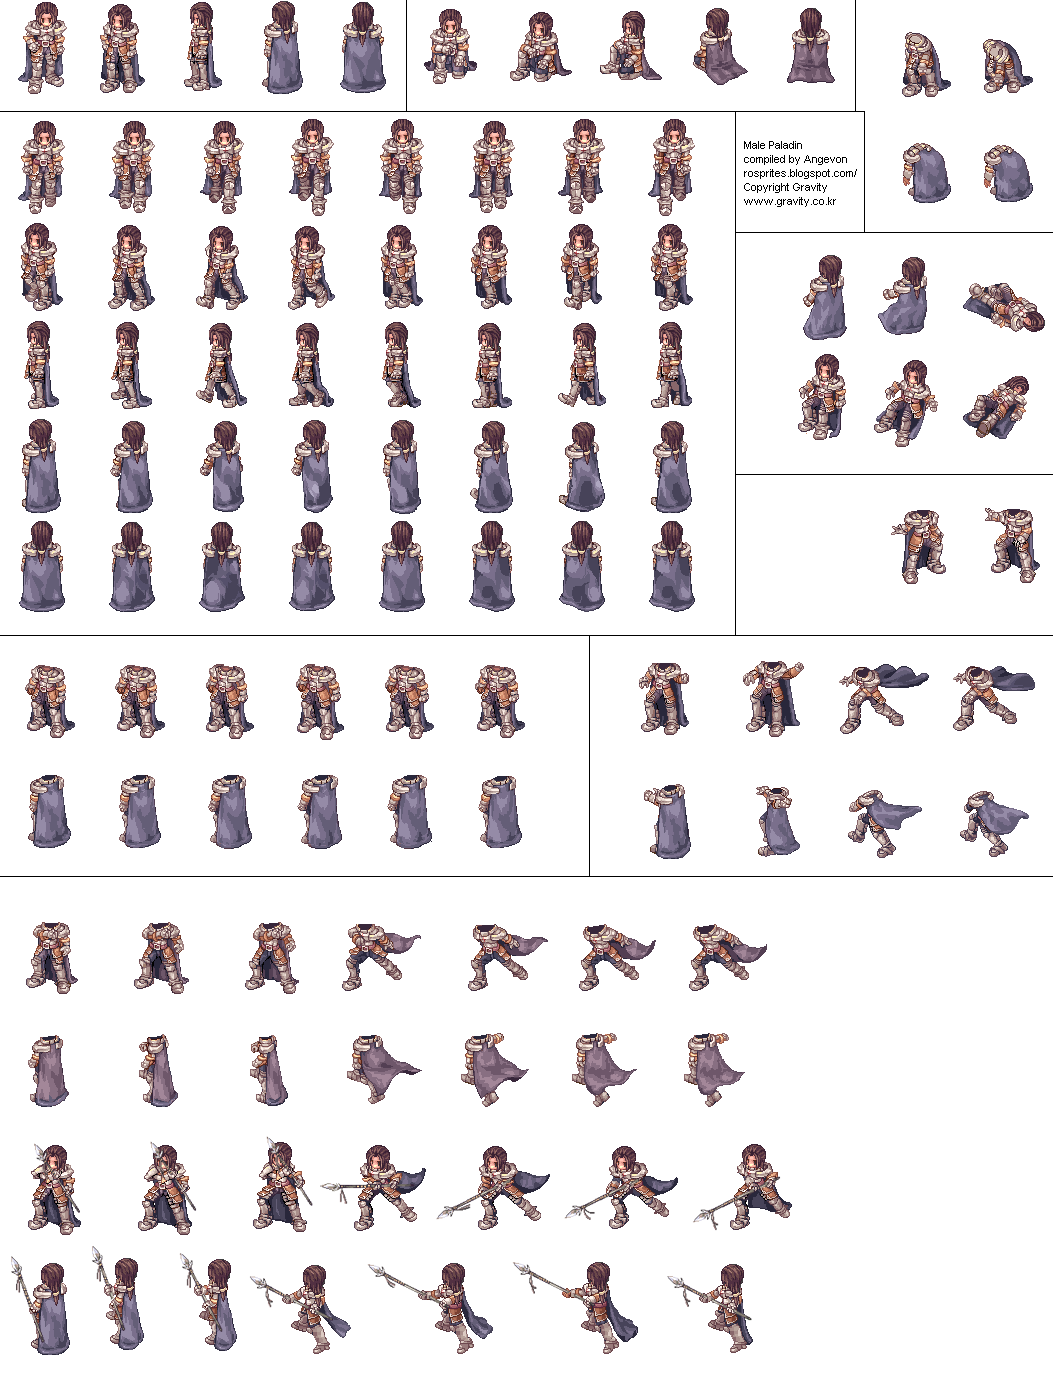 Male Paladin
compiled by Angevon
rosprites.blogspot.com/
Copyright Gravity
www.gravity.co.kr